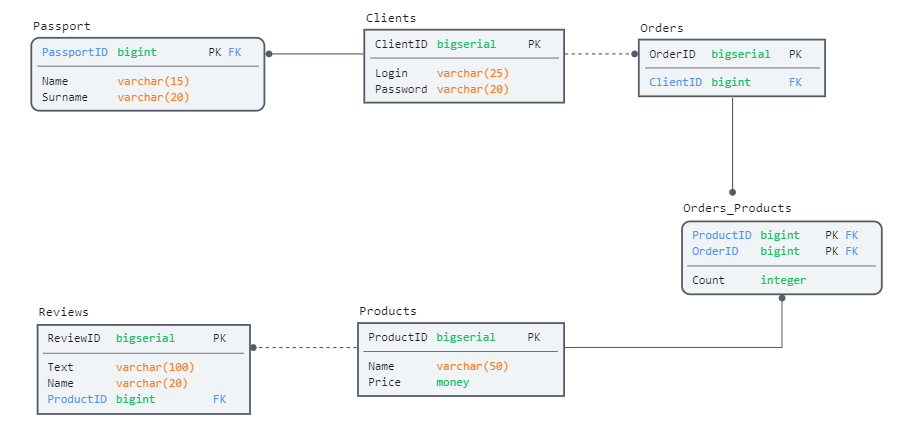 Passport
PassportID bigint PK FK
Name varchar(15)
Surname varchar(20)
Clients
ClientID bigserial PK
Login varchar(25)
Password varchar(20)
Orders
OrderID bigserial PK
ClientID bigint FK
Orders_Products
ProductID bigint PK FK
OrderID bigint PK FK
Count integer
Reviews
ReviewID bigserial PK
Text varchar(100)
Name varchar(20)
ProductID bigint FK
Products
ProductID bigserial PK
Name varchar(50)
Price money